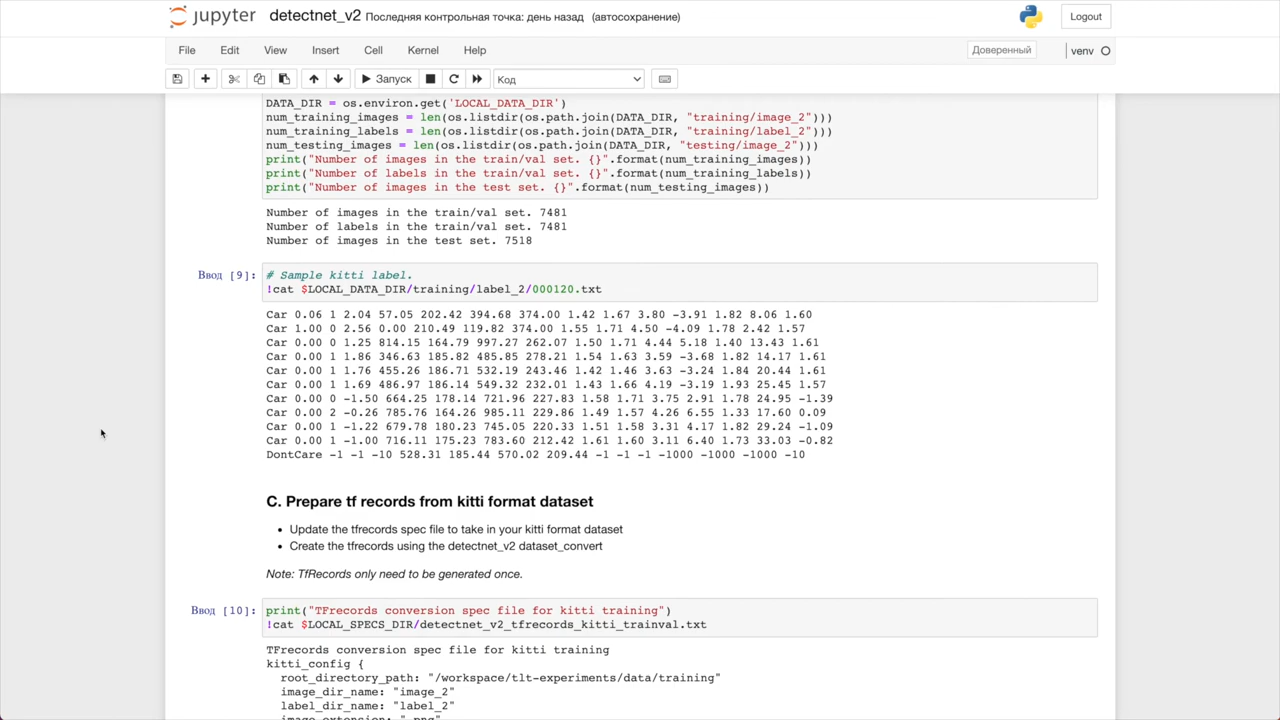 jupyter detectnet_v2 Последняя контрольная точка: день назад (автосохранение) Logout
File Edit View Insert Cell Kernel Help Доверенный venv
Запуск Код
DATA_DIR = os.environ.get('LOCAL_DATA_DIR')
num_training_images = len(os.listdir(os.path.join(DATA_DIR, "training/image_2")))
num_training_labels = len(os.listdir(os.path.join(DATA_DIR, "training/label_2")))
num_testing_images = len(os.listdir(os.path.join(DATA_DIR, "testing/image_2")))
print("Number of images in the train/val set. {}".format(num_training_images))
print("Number of labels in the train/val set. {}".format(num_training_labels))
print("Number of images in the test set. {}".format(num_testing_images))
Number of images in the train/val set. 7481
Number of labels in the train/val set. 7481
Number of images in the test set. 7518
Ввод [9]: # Sample kitti label.
!cat $LOCAL_DATA_DIR/training/label_2/000120.txt
Car 0.06 1 2.04 57.05 202.42 394.68 374.00 1.42 1.67 3.80 -3.91 1.82 8.06 1.60
Car 1.00 0 2.56 0.00 210.49 119.82 374.00 1.55 1.71 4.50 -4.09 1.78 2.42 1.57
Car 0.00 0 1.25 814.15 164.79 997.27 262.07 1.50 1.71 4.44 5.18 1.40 13.43 1.61
Car 0.00 1 1.86 346.63 185.82 485.85 278.21 1.54 1.63 3.59 -3.68 1.82 14.17 1.61
Car 0.00 1 1.76 455.26 186.71 532.19 243.46 1.42 1.46 3.63 -3.24 1.84 20.44 1.61
Car 0.00 1 1.69 486.97 186.14 549.32 232.01 1.43 1.66 4.19 -3.19 1.93 25.45 1.57
Car 0.00 0 -1.50 664.25 178.14 721.96 227.83 1.58 1.71 3.75 2.91 1.78 24.95 -1.39
Car 0.00 2 -0.26 785.76 164.26 985.11 229.86 1.49 1.57 4.26 6.55 1.33 17.60 0.09
Car 0.00 1 -1.22 679.78 180.23 745.05 220.33 1.51 1.58 3.31 4.17 1.82 29.24 -1.09
Car 0.00 1 -1.00 716.11 175.23 783.60 212.42 1.61 1.60 3.11 6.40 1.73 33.03 -0.82
DontCare -1 -1 -10 528.31 185.44 570.02 209.44 -1 -1 -1 -1000 -1000 -1000 -10
C. Prepare tf records from kitti format dataset
• Update the tfrecords spec file to take in your kitti format dataset
• Create the tfrecords using the detectnet_v2 dataset_convert
Note: TfRecords only need to be generated once.
Ввод [10]: print("TFrecords conversion spec file for kitti training")
!cat $LOCAL_SPECS_DIR/detectnet_v2_tfrecords_kitti_trainval.txt
TFrecords conversion spec file for kitti training
kitti_config {
root_directory_path: "/workspace/tlt-experiments/data/training"
image_dir_name: "image_2"
label_dir_name: "label_2"
image_extension: ".png"